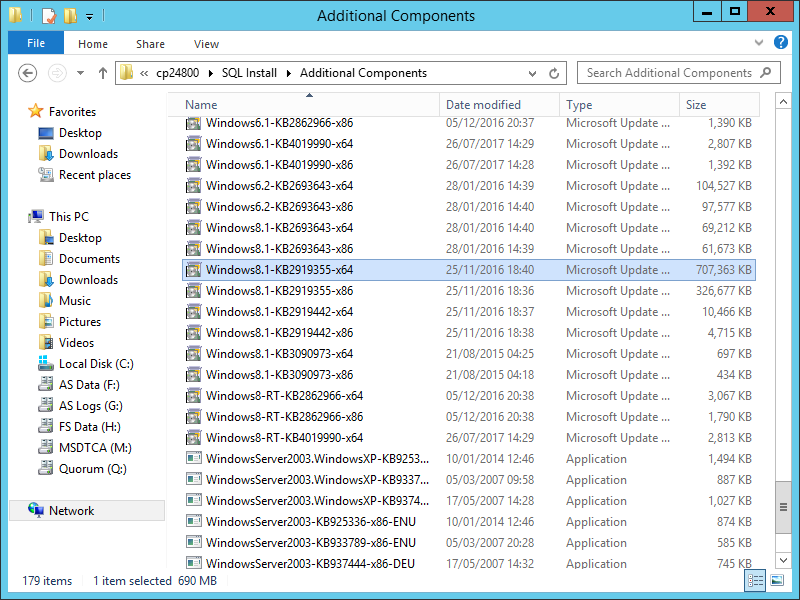 Additional Components
File Home Share View
« cp24800 SQL Install Additional Components Search Additional Components
Favorites
Desktop
Downloads
Recent places
This PC
Desktop
Documents
Downloads
Music
Pictures
Videos
Local Disk (C:)
AS Data (F:)
AS Logs (G:)
FS Data (H:)
MSDTCA (M:)
Quorum (Q:)
Network
Name Date modified Type Size
Windows6.1-KB2862966-x86 05/12/2016 20:37 Microsoft Update ... 1,390 KB
Windows6.1-KB4019990-x64 26/07/2017 14:29 Microsoft Update ... 2,807 KB
Windows6.1-KB4019990-x86 26/07/2017 14:28 Microsoft Update ... 1,392 KB
Windows6.2-KB2693643-x64 28/01/2016 14:39 Microsoft Update ... 104,527 KB
Windows6.2-KB2693643-x86 28/01/2016 14:40 Microsoft Update ... 97,577 KB
Windows8.1-KB2693643-x64 28/01/2016 14:40 Microsoft Update ... 69,212 KB
Windows8.1-KB2693643-x86 28/01/2016 14:39 Microsoft Update ... 61,673 KB
Windows8.1-KB2919355-x64 25/11/2016 18:40 Microsoft Update ... 707,363 KB
Windows8.1-KB2919355-x86 25/11/2016 18:36 Microsoft Update ... 326,677 KB
Windows8.1-KB2919442-x64 25/11/2016 18:37 Microsoft Update ... 10,466 KB
Windows8.1-KB2919442-x86 25/11/2016 18:38 Microsoft Update ... 4,715 KB
Windows8.1-KB3090973-x64 21/08/2015 04:25 Microsoft Update ... 697 KB
Windows8.1-KB3090973-x86 21/08/2015 04:18 Microsoft Update ... 434 KB
Windows8-RT-KB2862966-x64 05/12/2016 20:38 Microsoft Update ... 3,067 KB
Windows8-RT-KB2862966-x86 05/12/2016 20:38 Microsoft Update ... 1,790 KB
Windows8-RT-KB4019990-x64 26/07/2017 14:29 Microsoft Update ... 2,813 KB
WindowsServer2003.WindowsXP-KB9253... 10/01/2014 12:46 Application 1,494 KB
WindowsServer2003.WindowsXP-KB9337... 05/03/2007 09:58 Application 887 KB
WindowsServer2003.WindowsXP-KB9374... 17/05/2007 14:28 Application 1,027 KB
WindowsServer2003-KB925336-x86-ENU 10/01/2014 12:46 Application 874 KB
WindowsServer2003-KB933789-x86-ENU 05/03/2007 20:28 Application 585 KB
WindowsServer2003-KB937444-x86-DEU 17/05/2007 14:32 Application 745 KB
179 items 1 item selected 690 MB